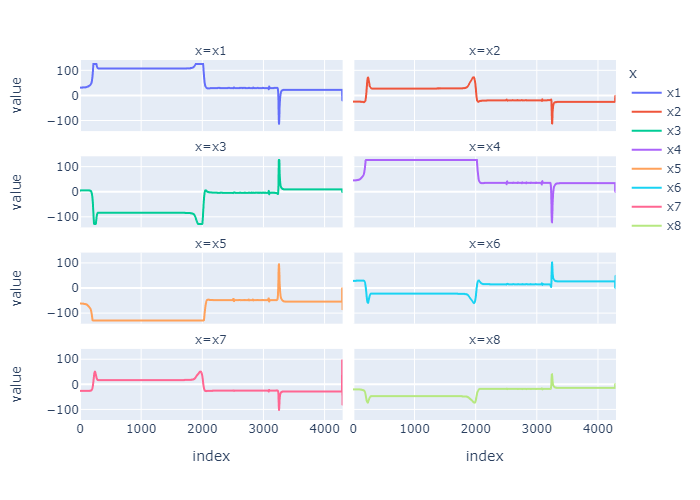 x=x1
x=x2
100
0
−100
value
x
x1
x2
x3
x4
x5
x6
x7
x8
x=x3
x=x4
100
0
−100
value
x=x5
x=x6
100
0
−100
value
x=x7
x=x8
100
0
−100
value
0
1000
2000
3000
4000
0
1000
2000
3000
4000
index
index